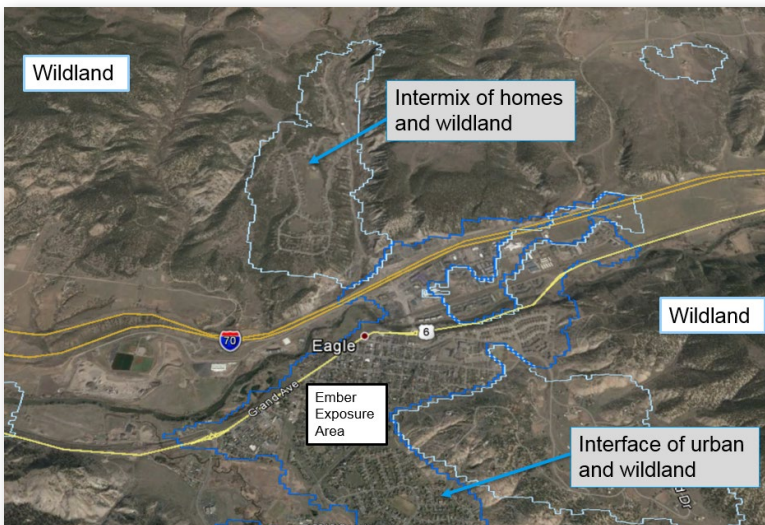 Wildland
Intermix of homes
and wildland
Wildland
70
6
Eagle
Grand Ave
Ember
Exposure
Area
Interface of urban
and wildland
Dr